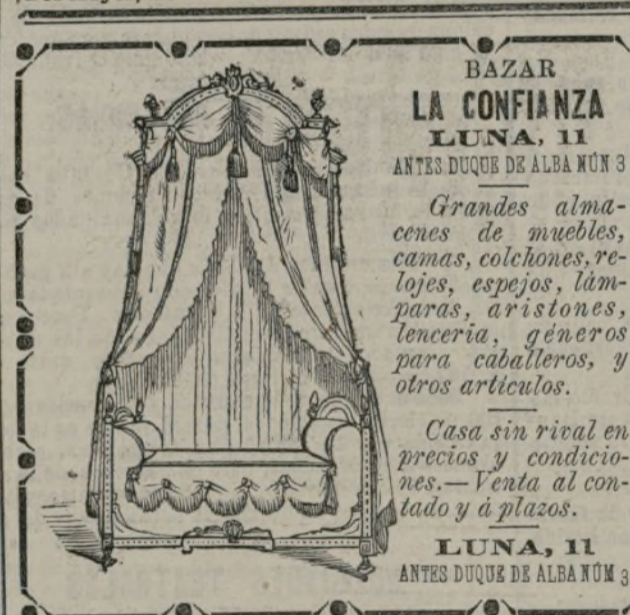 BAZAR
LA CONFIANZA
LUNA, 11
ANTES DUQUE DE ALBA NÚN 3
Grandes alma-
cenes de muebles,
camas, colchones, re-
lojes, espejos, lám-
paras, aristones,
lenceria, géneros
para caballeros, y
otros artículos.
Casa sin rival en
precios y condicio-
nes.—Venta al con-
tado y á plazos.
LUNA, 11
ANTES DUQUE DE ALBA NÚM 3